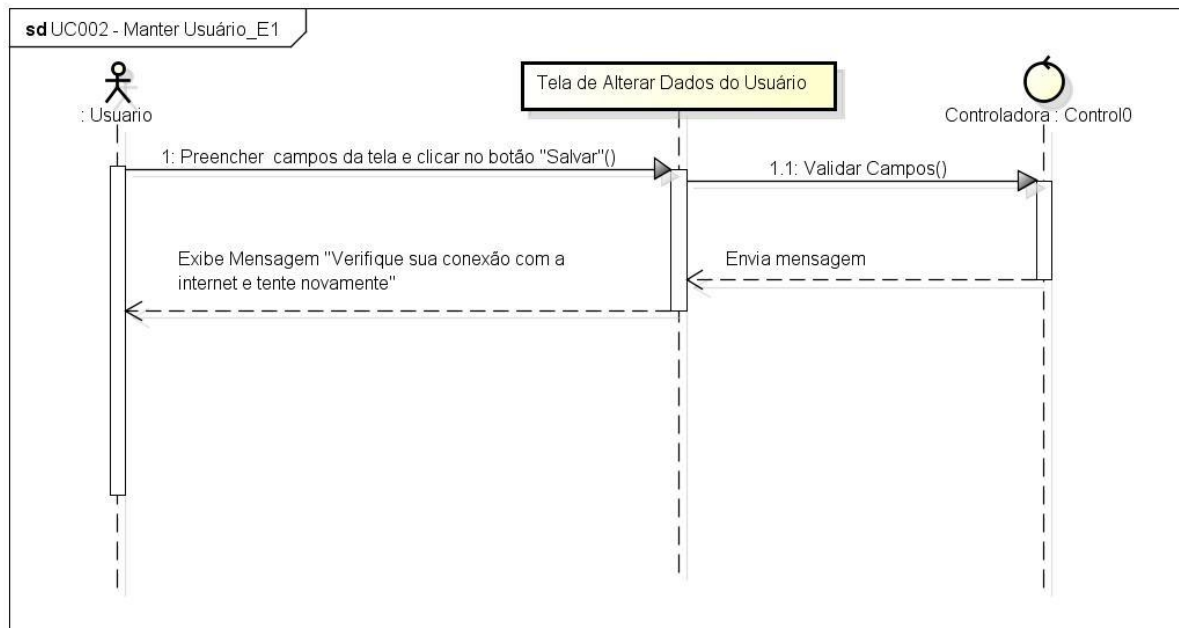 sd UC002 - Manter Usuário_E1
: Usuario
Tela de Alterar Dados do Usuário
Controladora : Control0
1: Preencher campos da tela e clicar no botão "Salvar"()
1.1: Validar Campos()
Exibe Mensagem "Verifique sua conexão com a
internet e tente novamente"
Envia mensagem